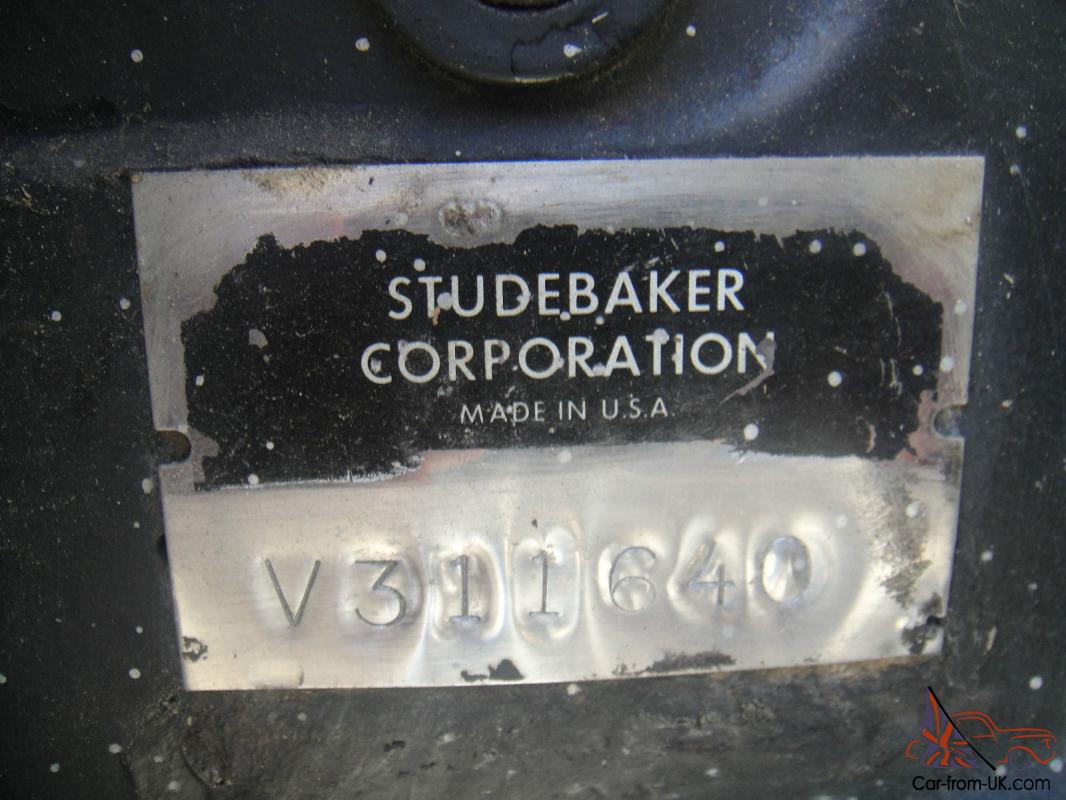 STUDEBAKER
CORPORATION
MADE IN U.S.A.
V311640
Car-from-UK.com